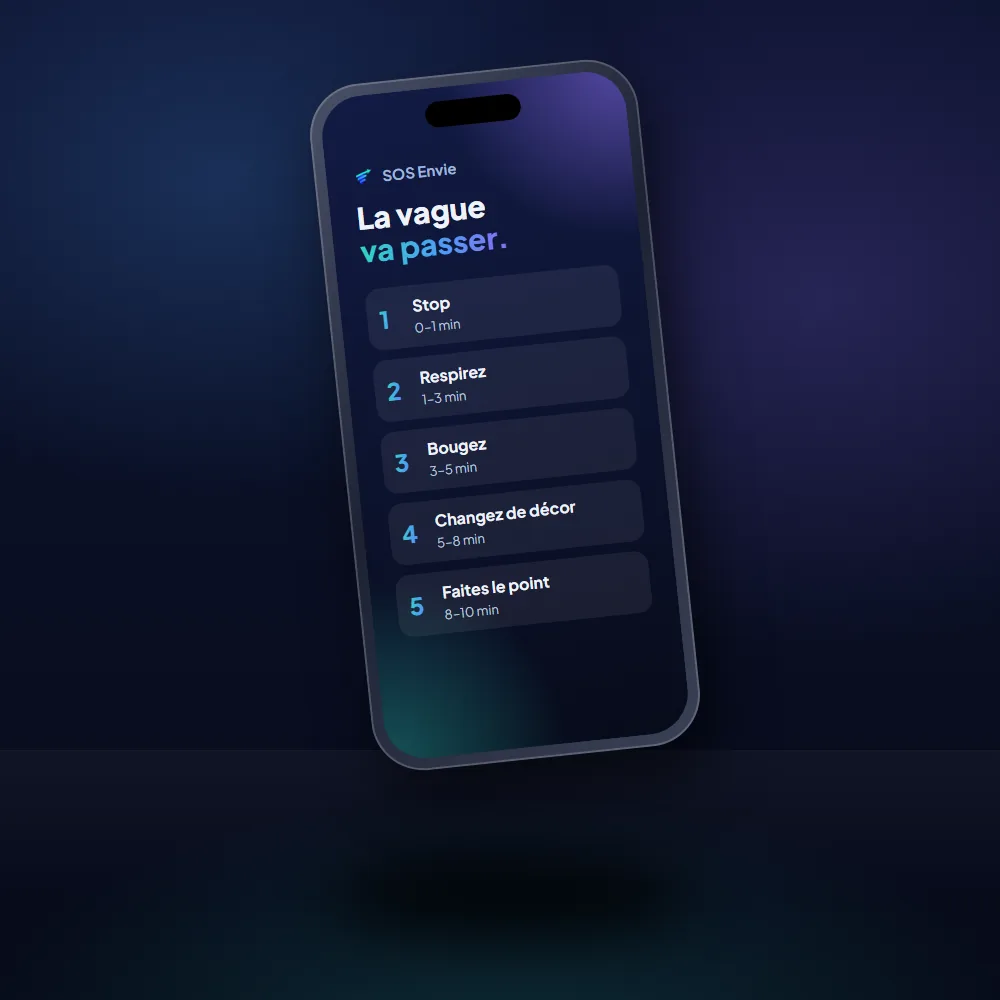 SOS Envie
La vague
va passer.
1
Stop
0–1 min
2
Respirez
1–3 min
3
Bougez
3–5 min
4
Changez de décor
5–8 min
5
Faites le point
8–10 min